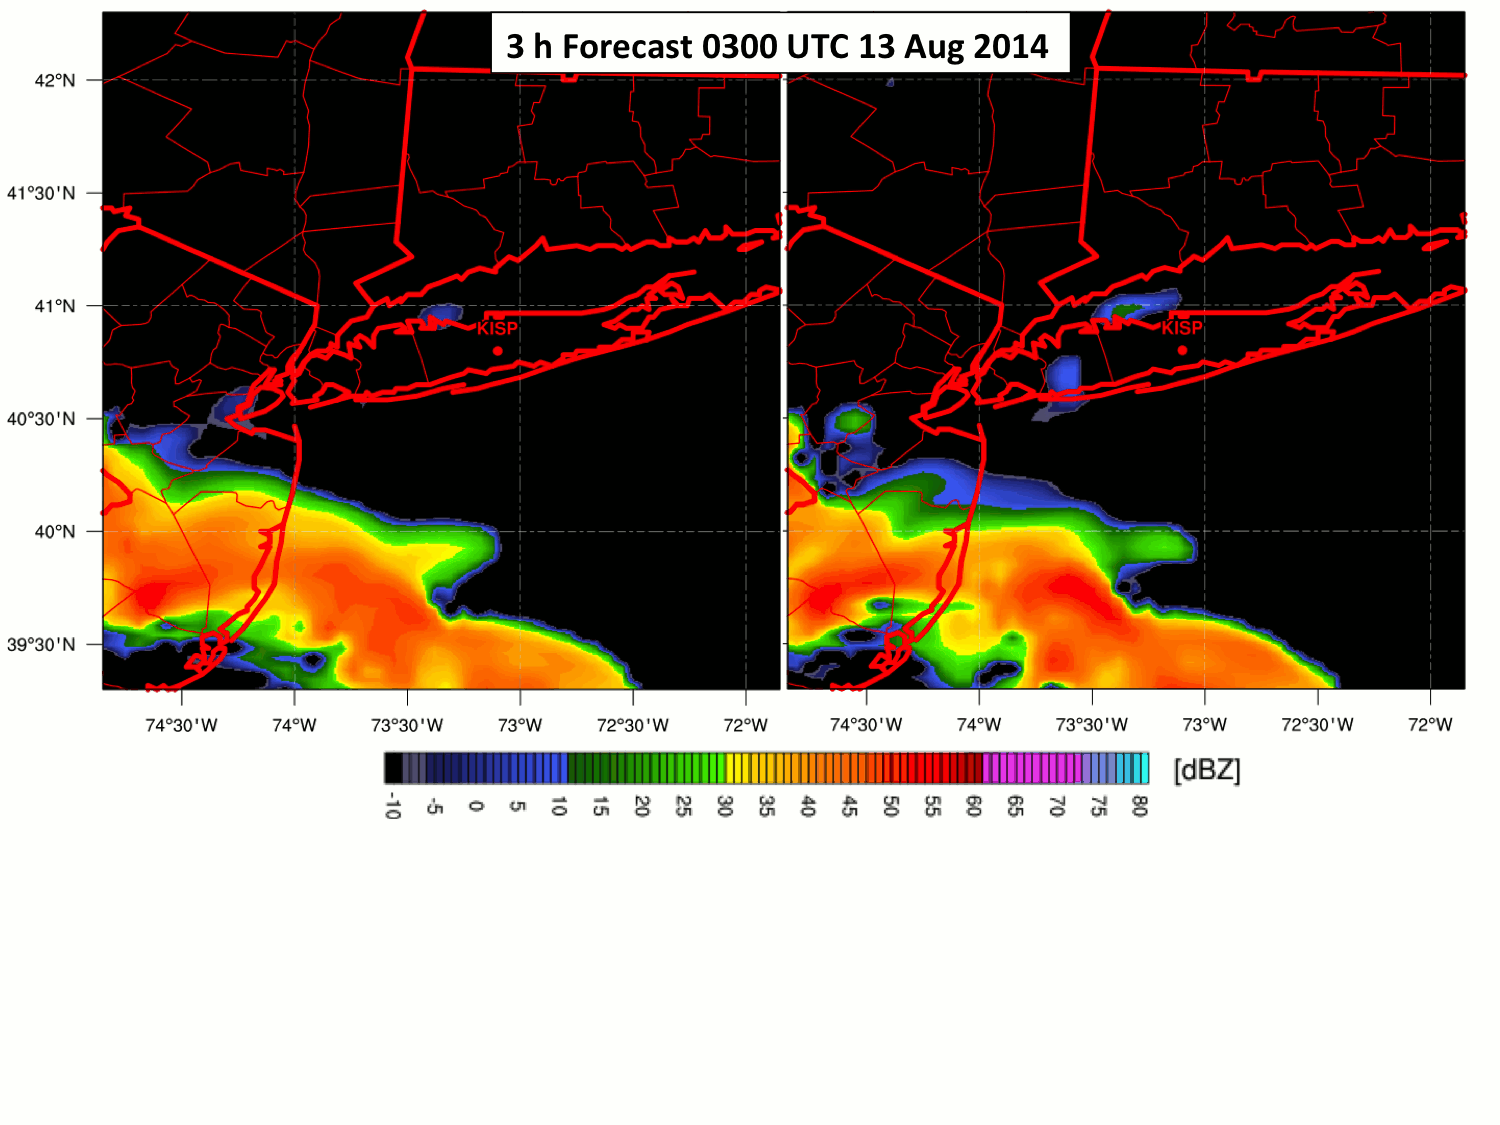 3 h Forecast 0300 UTC 13 Aug 2014
42°N
41°30'N
41°N
40°30'N
40°N
39°30'N
KISP
KISP
74°30'W 74°W 73°30'W 73°W 72°30'W 72°W
74°30'W 74°W 73°30'W 73°W 72°30'W 72°W
-10 -5 0 5 10 15 20 25 30 35 40 45 50 55 60 65 70 75 80 [dBZ]